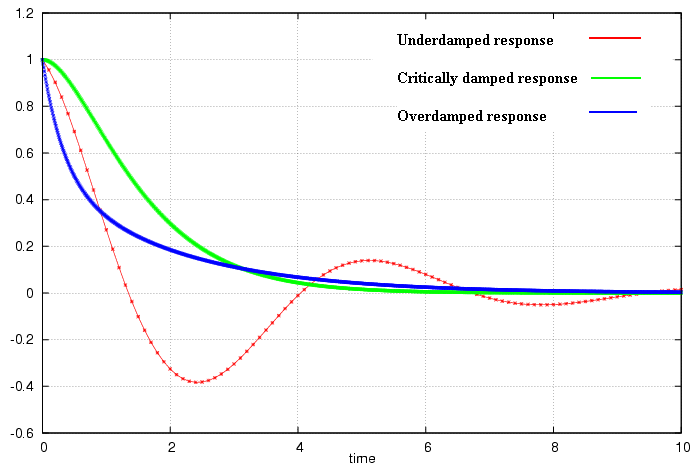 1.2
1
0.8
0.6
0.4
0.2
0
-0.2
-0.4
-0.6
Underdamped response
Critically damped response
Overdamped response
0 2 4 6 8 10
time